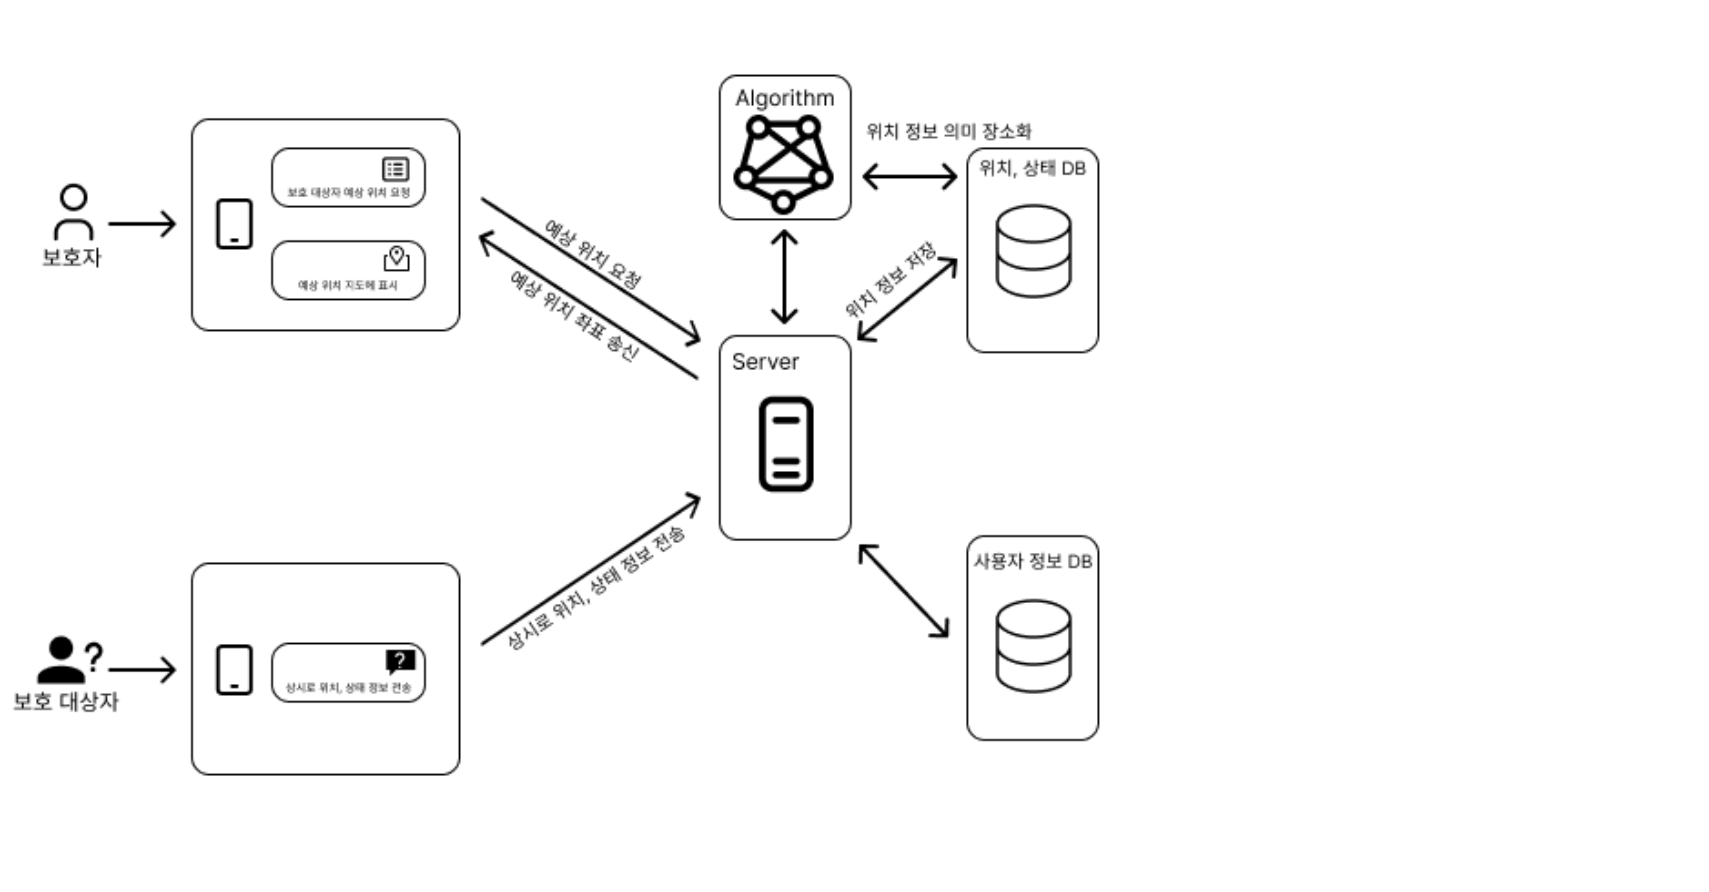 Algorithm
위치 정보 의미 장소화
위치, 상태 DB
보호 대상자 예상 위치 요청
예상 위치 지도에 표시
보호자
예상 위치 요청
예상 위치 좌표 송신
위치 정보 저장
Server
상시로 위치, 상태 정보 전송
사용자 정보 DB
?
?
상시로 위치, 상태 정보 전송
보호 대상자